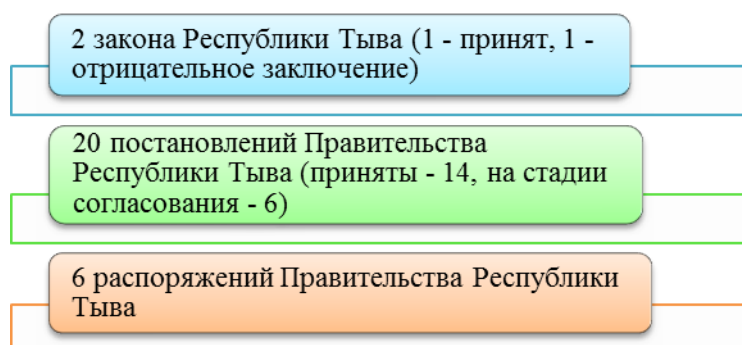 2 закона Республики Тыва (1 - принят, 1 -
отрицательное заключение)
20 постановлений Правительства
Республики Тыва (приняты - 14, на стадии
согласования - 6)
6 распоряжений Правительства Республики
Тыва